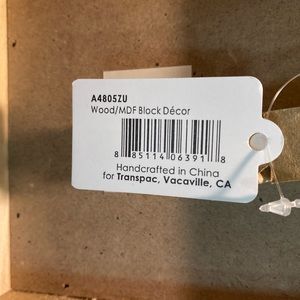 A4805ZU
Wood/MDF Block Décor
8 85114 06391 8
Handcrafted in China
for Transpac, Vacaville, CA